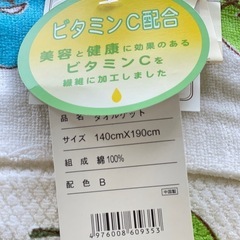 ビタミンC配合
美容と健康に効果のある
ビタミンCを
繊維に加工しました
品名 タオルケット
サイズ 140cmX190cm
組成 綿100%
配色 B
中国製
4976008609353